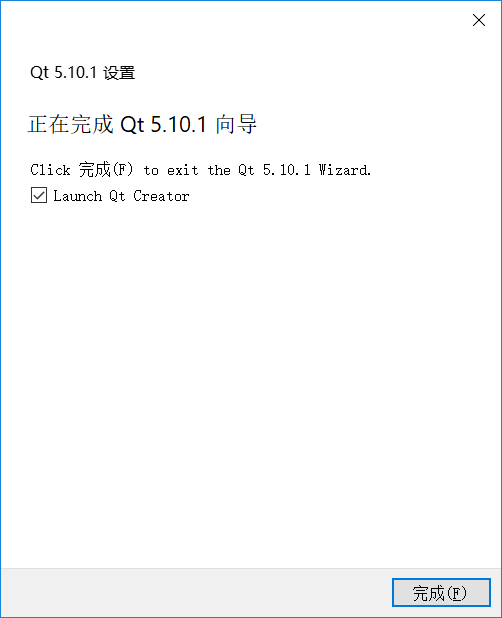 Qt 5.10.1 设置
正在完成 Qt 5.10.1 向导
Click 完成(F) to exit the Qt 5.10.1 Wizard.
Launch Qt Creator
完成(F)